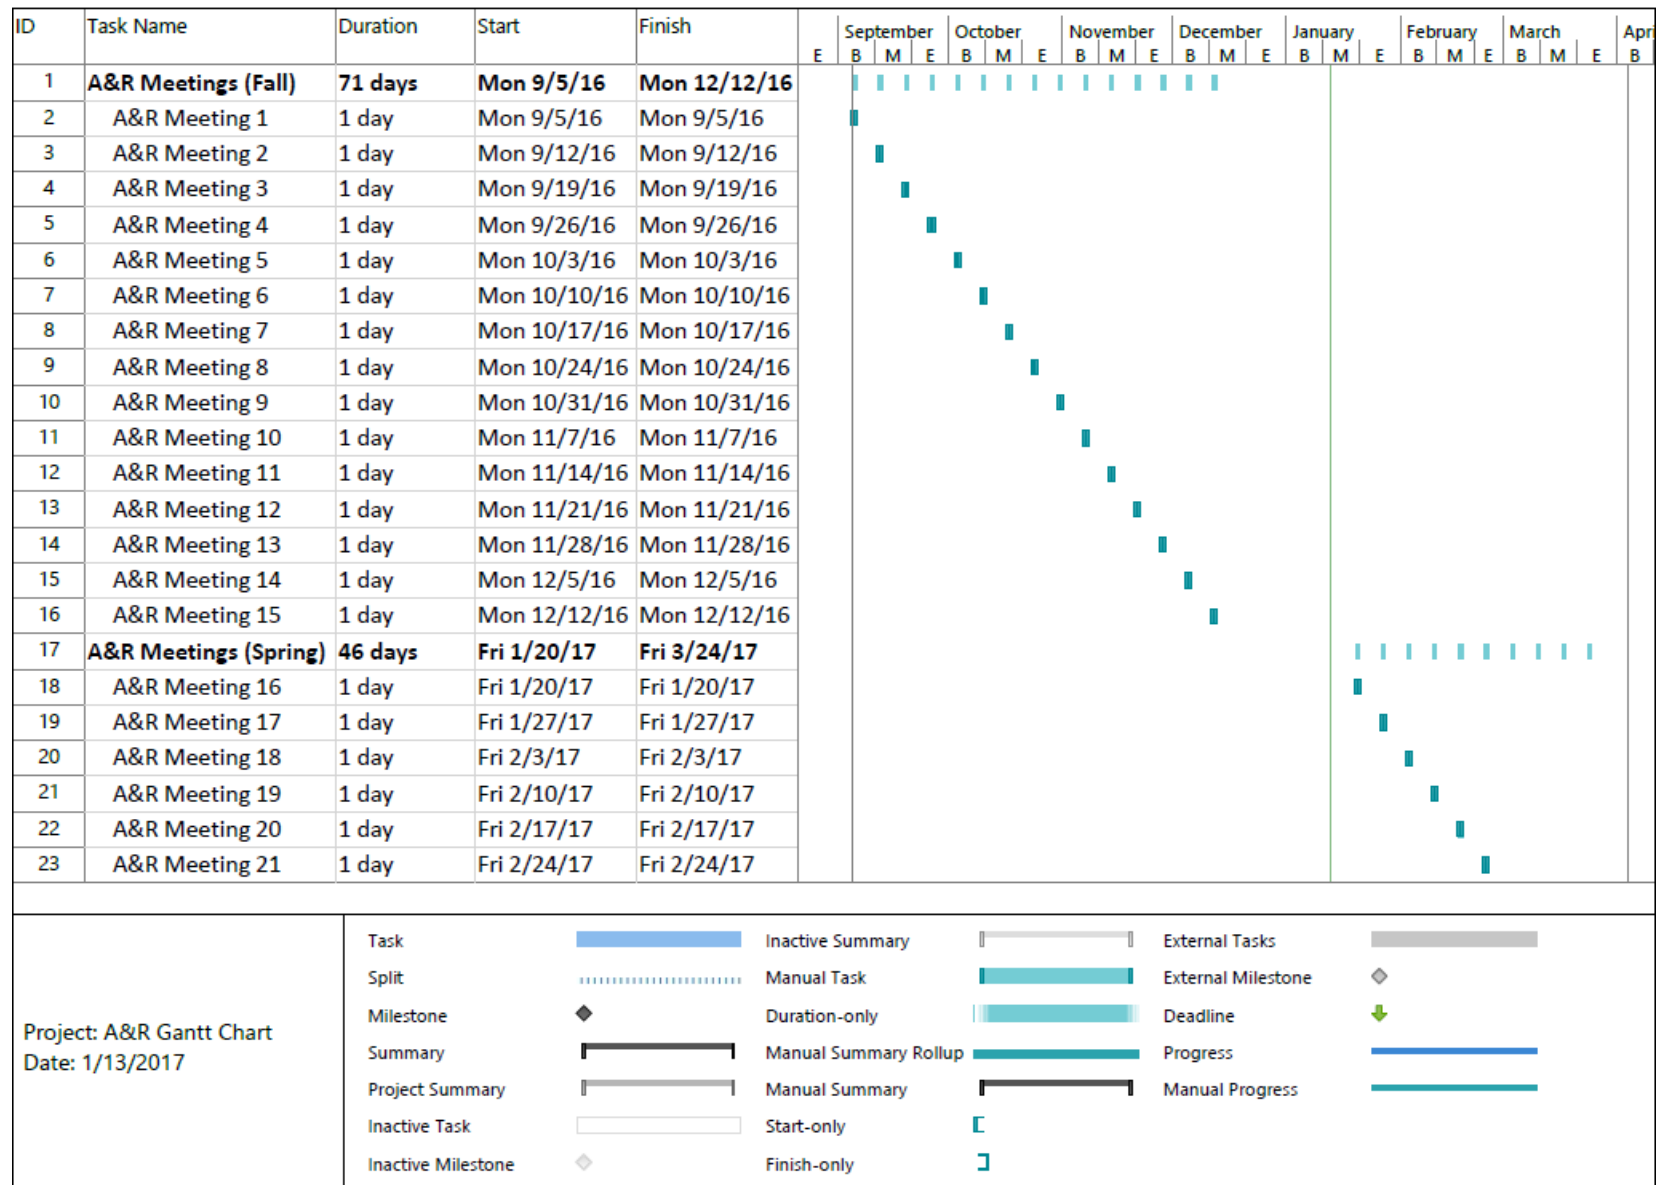 ID Task Name Duration Start Finish September October November December January February March Apri
E B M E B M E B M E B M E B M E B M E B M E B
1 A&R Meetings (Fall) 71 days Mon 9/5/16 Mon 12/12/16
2 A&R Meeting 1 1 day Mon 9/5/16 Mon 9/5/16
3 A&R Meeting 2 1 day Mon 9/12/16 Mon 9/12/16
4 A&R Meeting 3 1 day Mon 9/19/16 Mon 9/19/16
5 A&R Meeting 4 1 day Mon 9/26/16 Mon 9/26/16
6 A&R Meeting 5 1 day Mon 10/3/16 Mon 10/3/16
7 A&R Meeting 6 1 day Mon 10/10/16 Mon 10/10/16
8 A&R Meeting 7 1 day Mon 10/17/16 Mon 10/17/16
9 A&R Meeting 8 1 day Mon 10/24/16 Mon 10/24/16
10 A&R Meeting 9 1 day Mon 10/31/16 Mon 10/31/16
11 A&R Meeting 10 1 day Mon 11/7/16 Mon 11/7/16
12 A&R Meeting 11 1 day Mon 11/14/16 Mon 11/14/16
13 A&R Meeting 12 1 day Mon 11/21/16 Mon 11/21/16
14 A&R Meeting 13 1 day Mon 11/28/16 Mon 11/28/16
15 A&R Meeting 14 1 day Mon 12/5/16 Mon 12/5/16
16 A&R Meeting 15 1 day Mon 12/12/16 Mon 12/12/16
17 A&R Meetings (Spring) 46 days Fri 1/20/17 Fri 3/24/17
18 A&R Meeting 16 1 day Fri 1/20/17 Fri 1/20/17
19 A&R Meeting 17 1 day Fri 1/27/17 Fri 1/27/17
20 A&R Meeting 18 1 day Fri 2/3/17 Fri 2/3/17
21 A&R Meeting 19 1 day Fri 2/10/17 Fri 2/10/17
22 A&R Meeting 20 1 day Fri 2/17/17 Fri 2/17/17
23 A&R Meeting 21 1 day Fri 2/24/17 Fri 2/24/17
Project: A&R Gantt Chart
Date: 1/13/2017
Task Inactive Summary External Tasks
Split Manual Task External Milestone
Milestone Duration-only Deadline
Summary Manual Summary Rollup Progress
Project Summary Manual Summary Manual Progress
Inactive Task Start-only
Inactive Milestone Finish-only